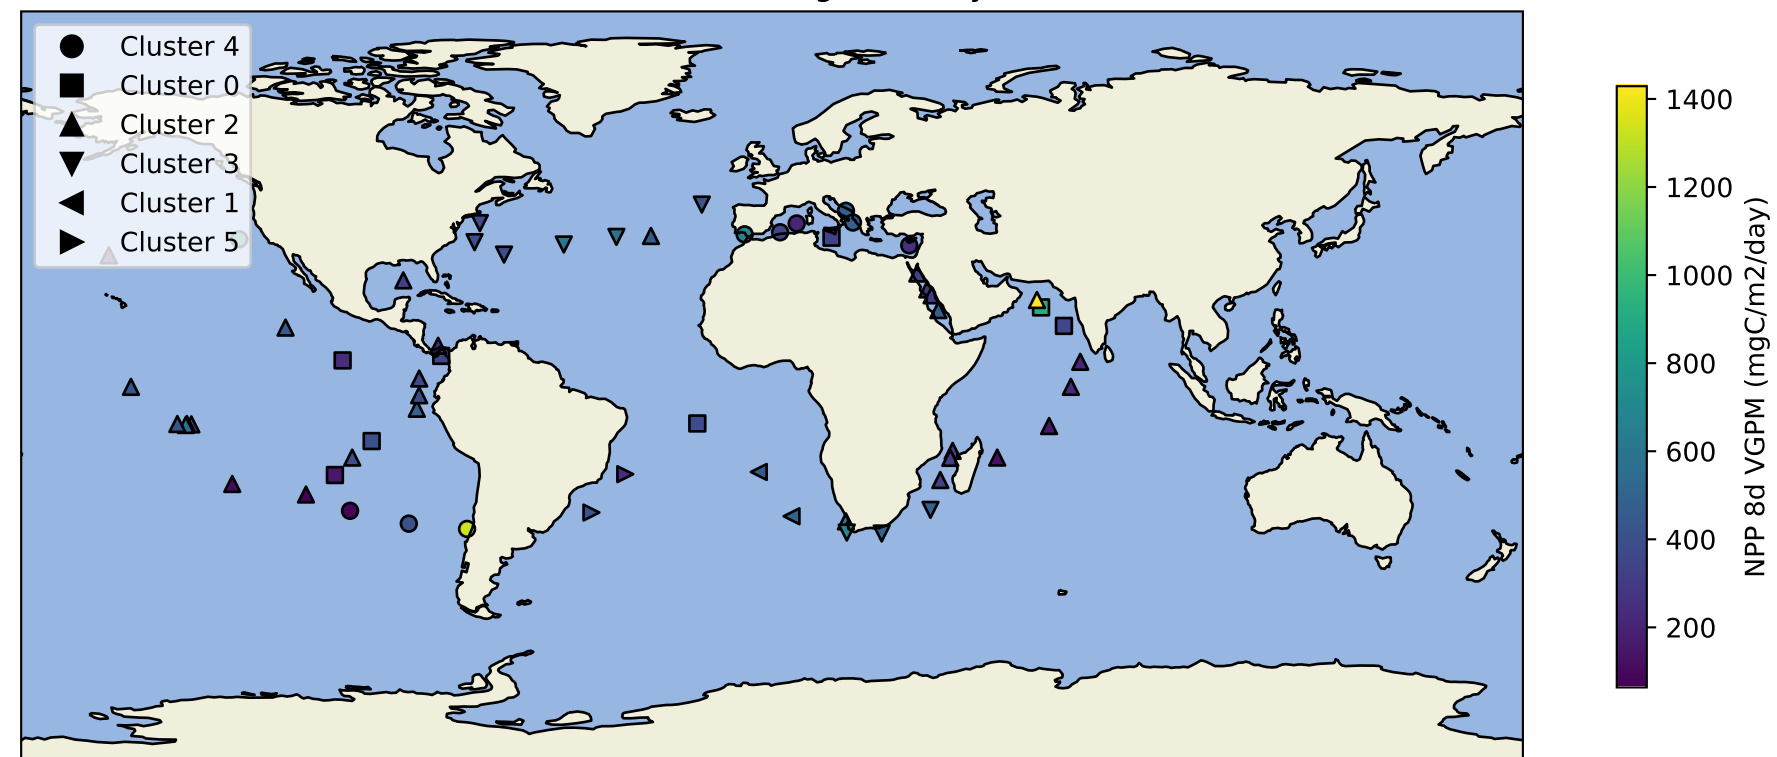 Cluster 4
Cluster 0
Cluster 2
Cluster 3
Cluster 1
Cluster 5
1400
1200
1000
800
600
400
200
NPP 8d VGPM (mgC/m2/day)